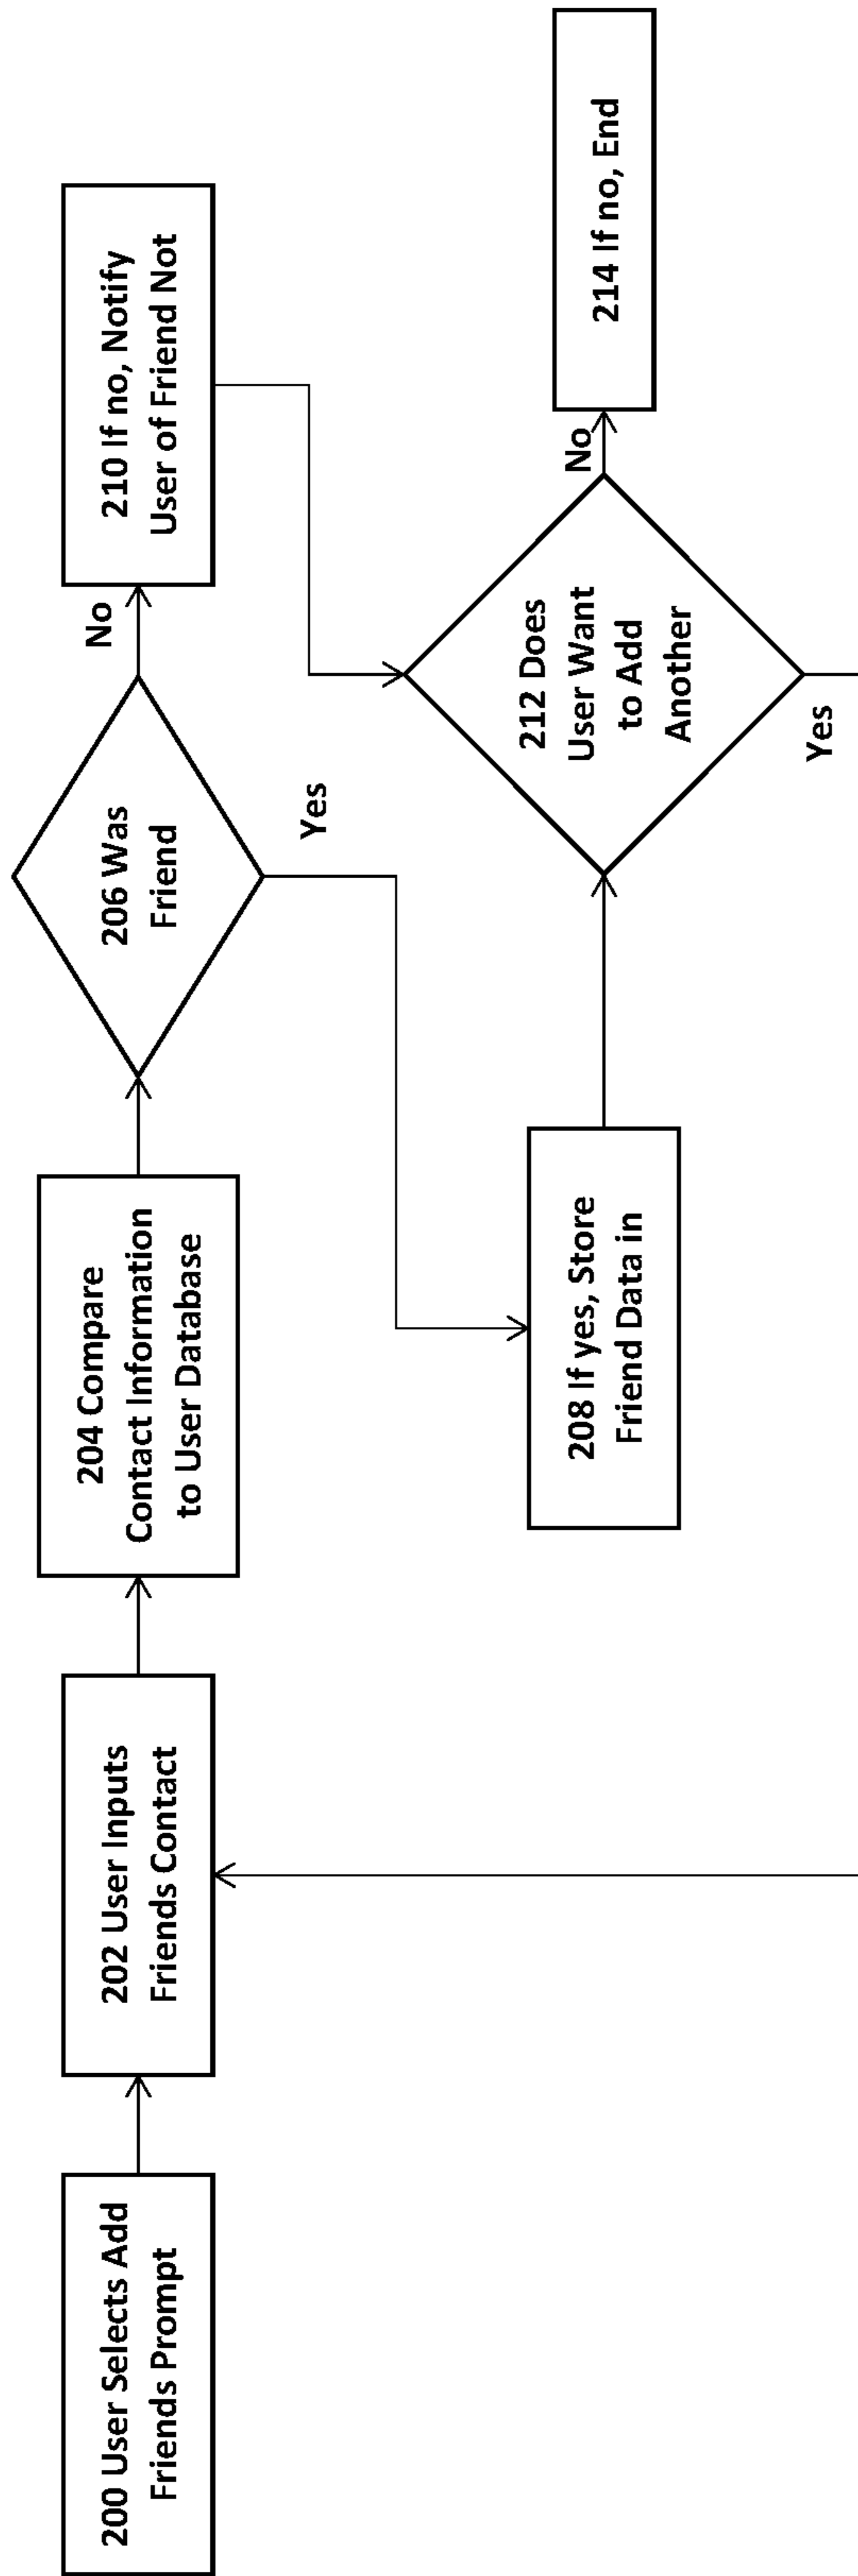 200 User Selects Add
Friends Prompt
202 User Inputs
Friends Contact
204 Compare
Contact Information
to User Database
206 Was
Friend
No
210 If no, Notify
User of Friend Not
Yes
208 If yes, Store
Friend Data in
212 Does
User Want
to Add
Another
No
214 If no, End
Yes